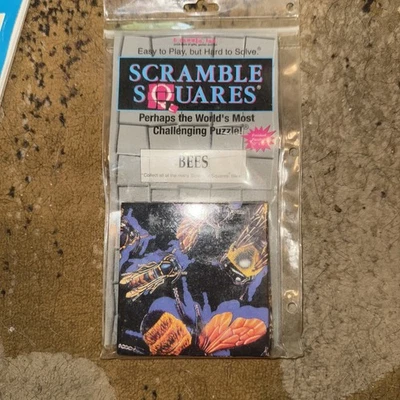 Easy to Play, but Hard to Solve.®
SCRAMBLE
SQUARES®
Perhaps the World's Most
Challenging Puzzle!
BEES